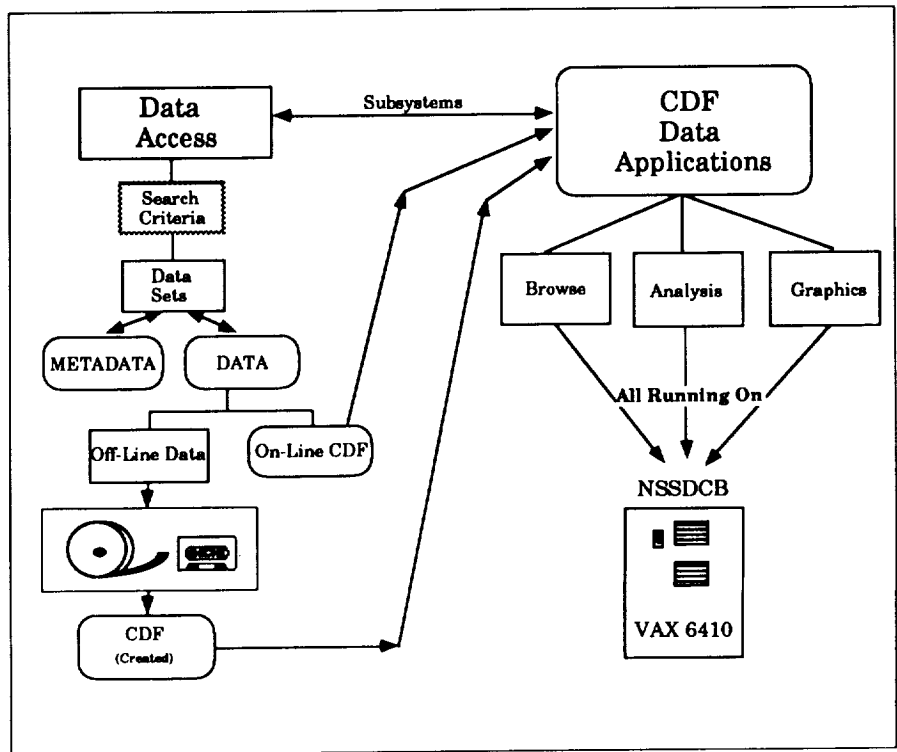 Data
Access
Subsystems
CDF
Data
Applications
Search
Criteria
Data
Sets
METADATA
DATA
Off-Line Data
On-Line CDF
CDF
(Created)
Browse
Analysis
Graphics
All Running On
NSSDCB
VAX 6410